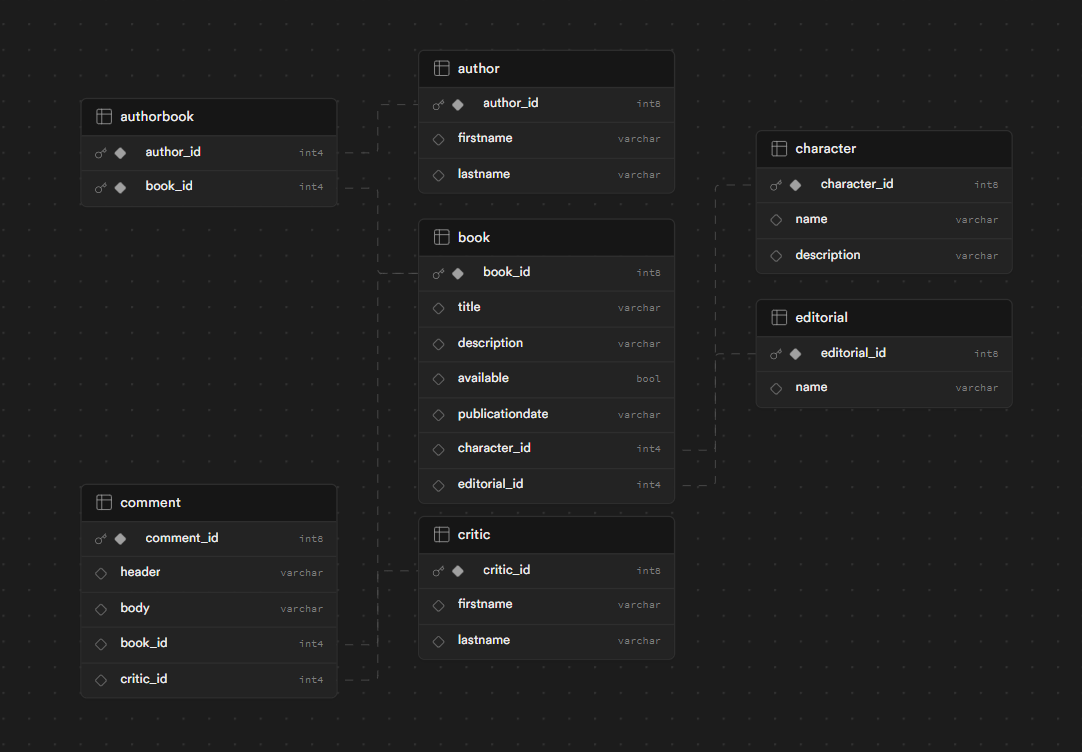 authorbook
author_id int4
book_id int4
author
author_id int8
firstname varchar
lastname varchar
book
book_id int8
title varchar
description varchar
available bool
publicationdate varchar
character_id int4
editorial_id int4
character
character_id int8
name varchar
description varchar
editorial
editorial_id int8
name varchar
comment
comment_id int8
header varchar
body varchar
book_id int4
critic_id int4
critic
critic_id int8
firstname varchar
lastname varchar